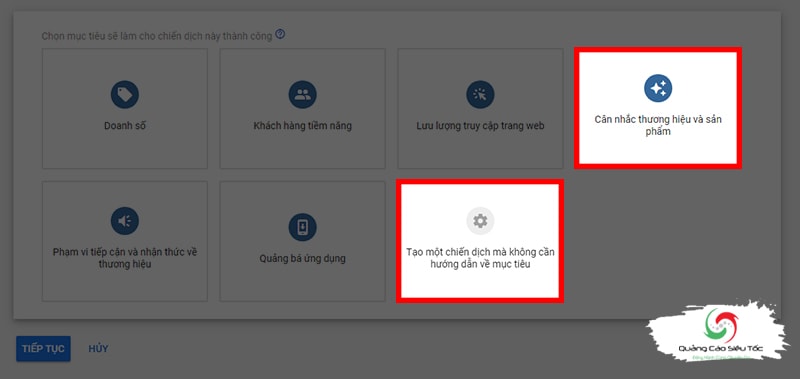 Chọn mục tiêu sẽ làm cho chiến dịch này thành công
Doanh số
Khách hàng tiềm năng
Lưu lượng truy cập trang web
Cân nhắc thương hiệu và sản
phẩm
Phạm vi tiếp cận và nhận thức về
thương hiệu
Quảng bá ứng dụng
Tạo một chiến dịch mà không cần
hướng dẫn về mục tiêu
TIẾP TỤC
HỦY
Quảng Cáo Siêu Tốc